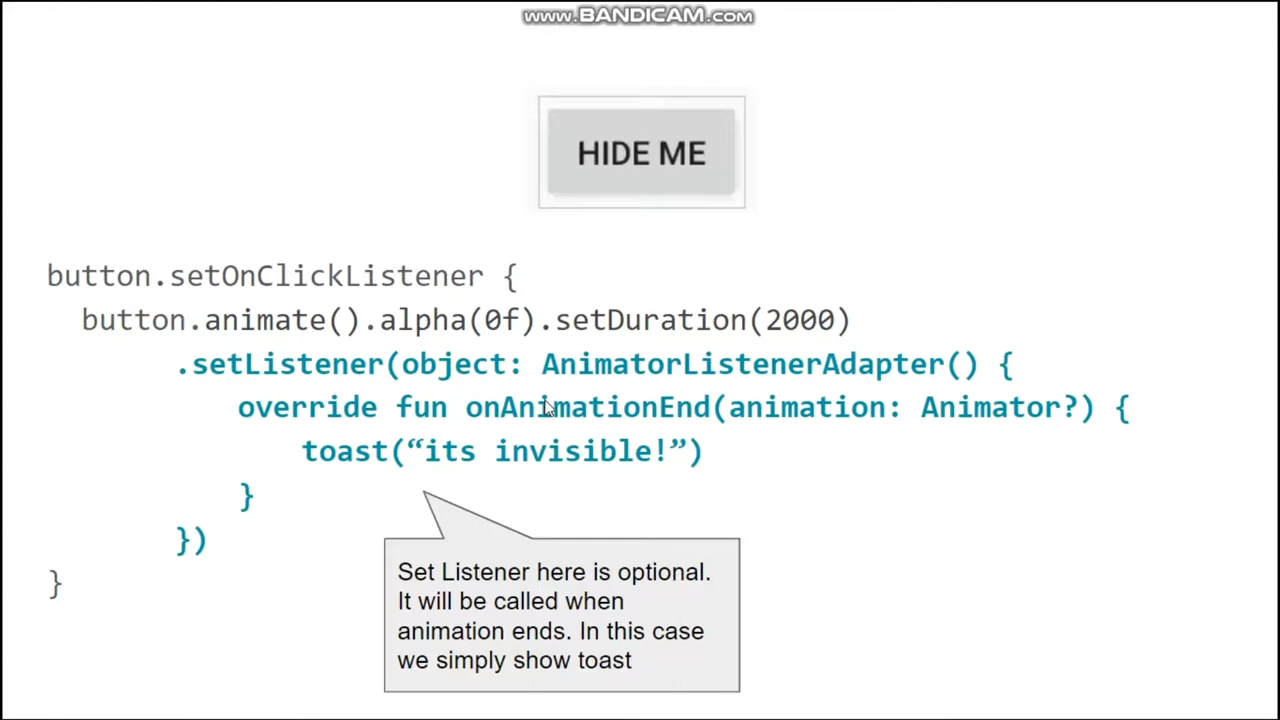 www.BANDICAM.com
HIDE ME
button.setOnClickListener {
button.animate().alpha(0f).setDuration(2000)
.setListener(object: AnimatorListenerAdapter() {
override fun onAnimationEnd(animation: Animator?) {
toast(“its invisible!”)
}
})
}
Set Listener here is optional.
It will be called when
animation ends. In this case
we simply show toast